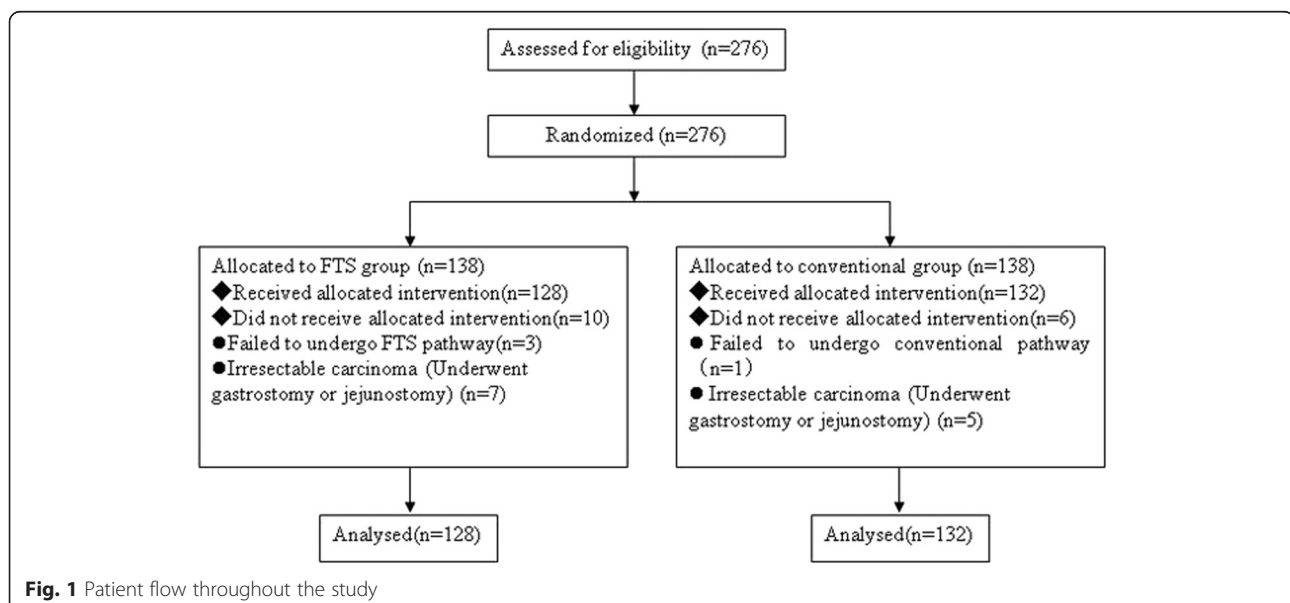 Assessed for eligibility (n=276)
Randomized (n=276)
Allocated to FTS group (n=138)
◆Received allocated intervention(n=128)
◆Did not receive allocated intervention(n=10)
●Failed to undergo FTS pathway(n=3)
●Irresectable carcinoma (Underwent
gastrostomy or jejunostomy) (n=7)
Allocated to conventional group (n=138)
◆Received allocated intervention(n=132)
◆Did not receive allocated intervention(n=6)
● Failed to undergo conventional pathway
(n=1)
● Irresectable carcinoma (Underwent
gastrostomy or jejunostomy) (n=5)
Analysed(n=128)
Analysed(n=132)
Fig. 1 Patient flow throughout the study